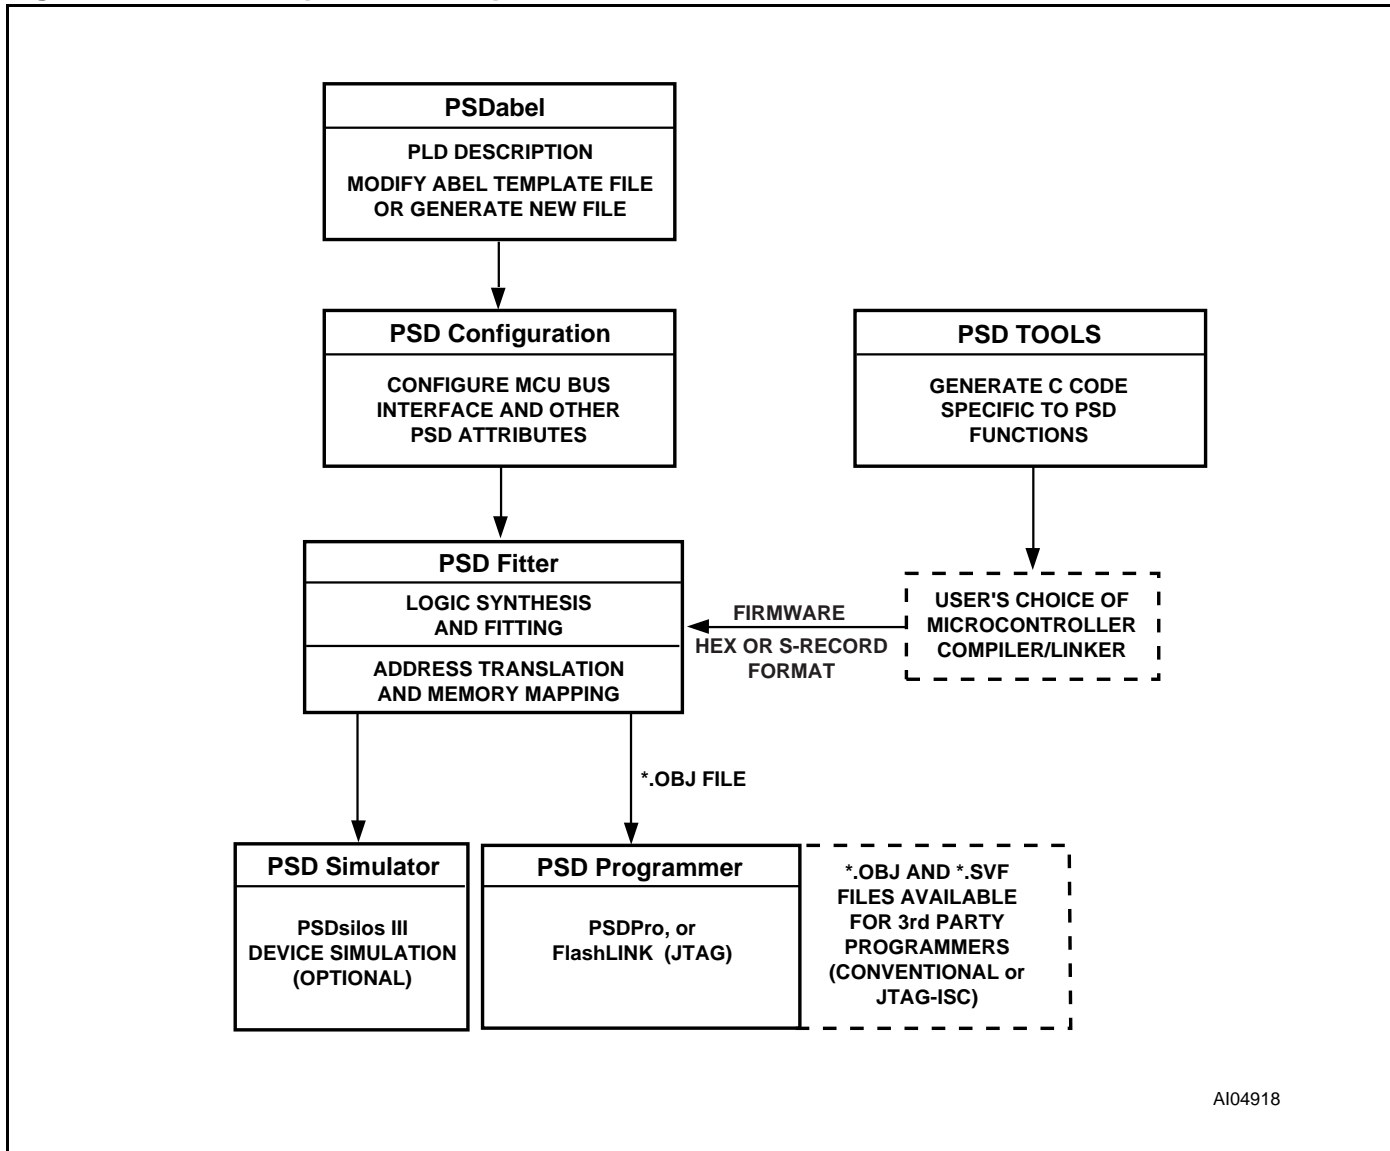 PSDabel
PLD DESCRIPTION
MODIFY ABEL TEMPLATE FILE
OR GENERATE NEW FILE
PSD Configuration
CONFIGURE MCU BUS
INTERFACE AND OTHER
PSD ATTRIBUTES
PSD TOOLS
GENERATE C CODE
SPECIFIC TO PSD
FUNCTIONS
PSD Fitter
LOGIC SYNTHESIS
AND FITTING
ADDRESS TRANSLATION
AND MEMORY MAPPING
FIRMWARE
HEX OR S-RECORD
FORMAT
USER'S CHOICE OF
MICROCONTROLLER
COMPILER/LINKER
*.OBJ FILE
PSD Simulator
PSDsilos III
DEVICE SIMULATION
(OPTIONAL)
PSD Programmer
PSDPro, or
FlashLINK (JTAG)
*.OBJ AND *.SVF
FILES AVAILABLE
FOR 3rd PARTY
PROGRAMMERS
(CONVENTIONAL or
JTAG-ISC)
AI04918